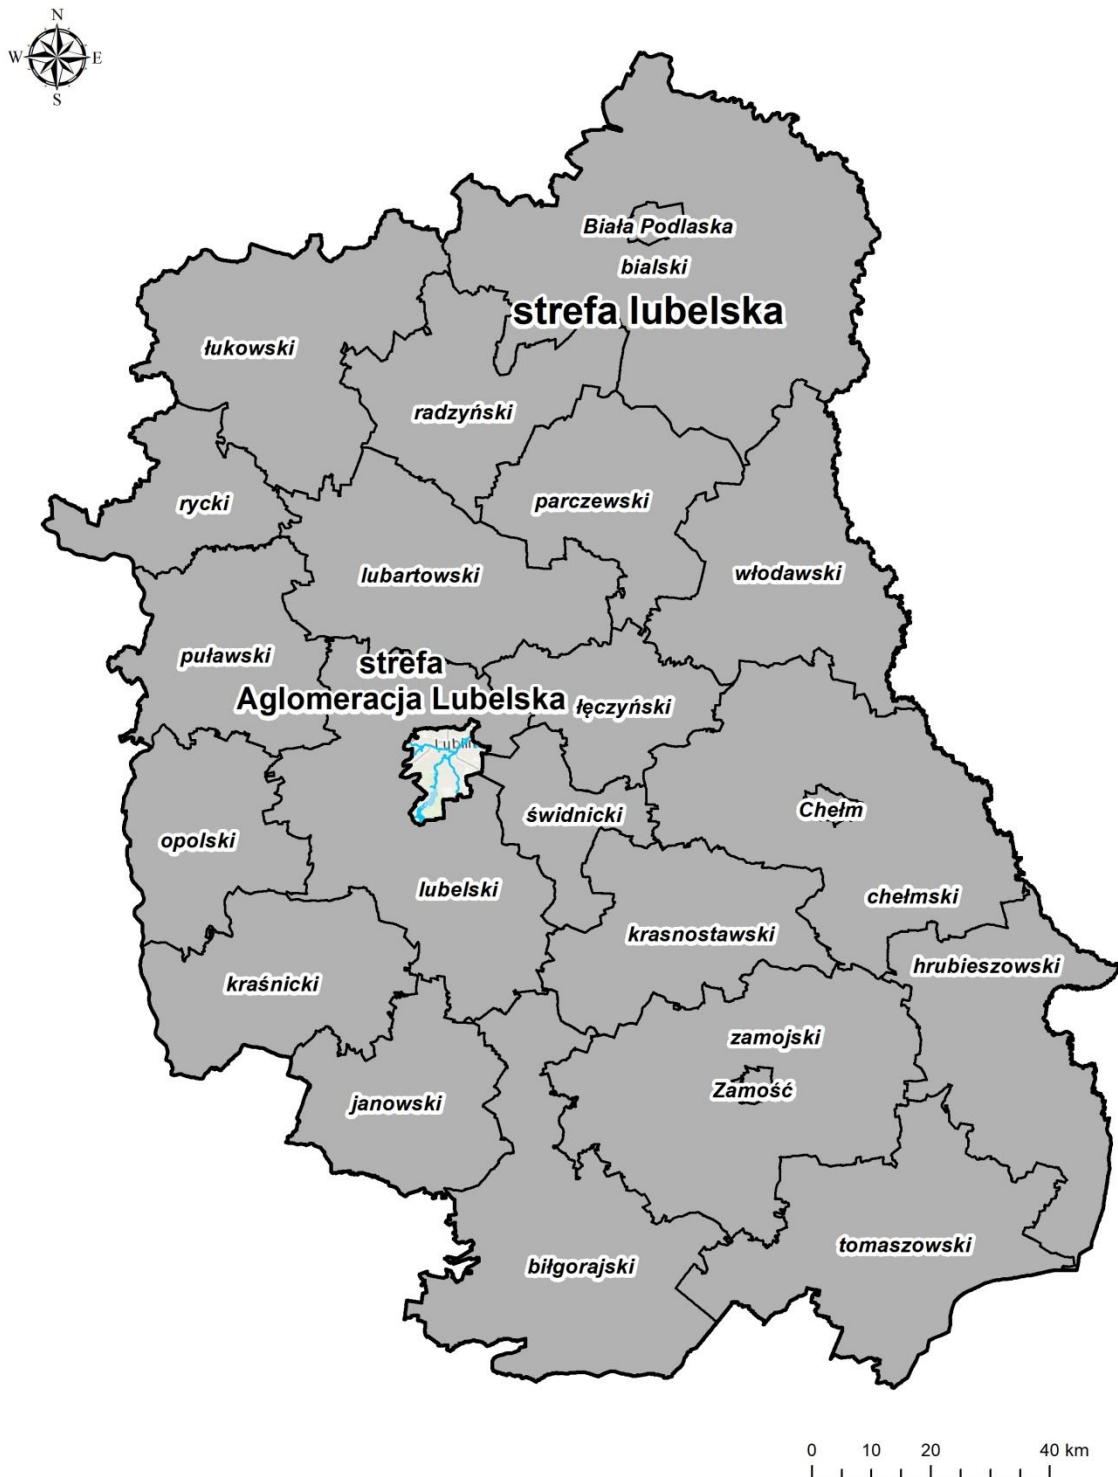 N
W E
S
Biała Podlaska
bialski
strefa lubelska
łukowski
radzyński
rycki
parczewski
lubartowski
włodawski
puławski
strefa
Aglomeracja Lubelska
łęczyński
Lublin
Chełm
świdnicki
opolski
lubelski
chełmski
krasnostawski
hrubieszowski
kraśnicki
zamojski
Zamość
janowski
tomaszowski
biłgorajski
0 10 20 40 km